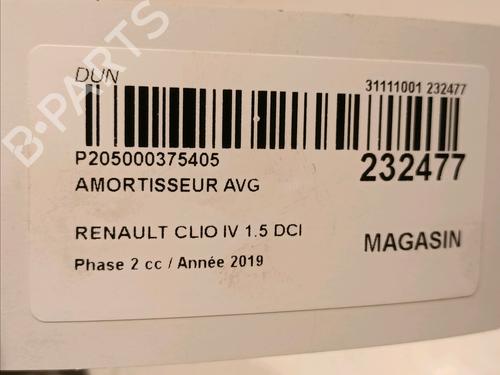 DUN
31111001 232477
P205000375405
232477
AMORTISSEUR AVG
RENAULT CLIO IV 1.5 DCI
MAGASIN
Phase 2 cc / Année 2019
B-PARTS